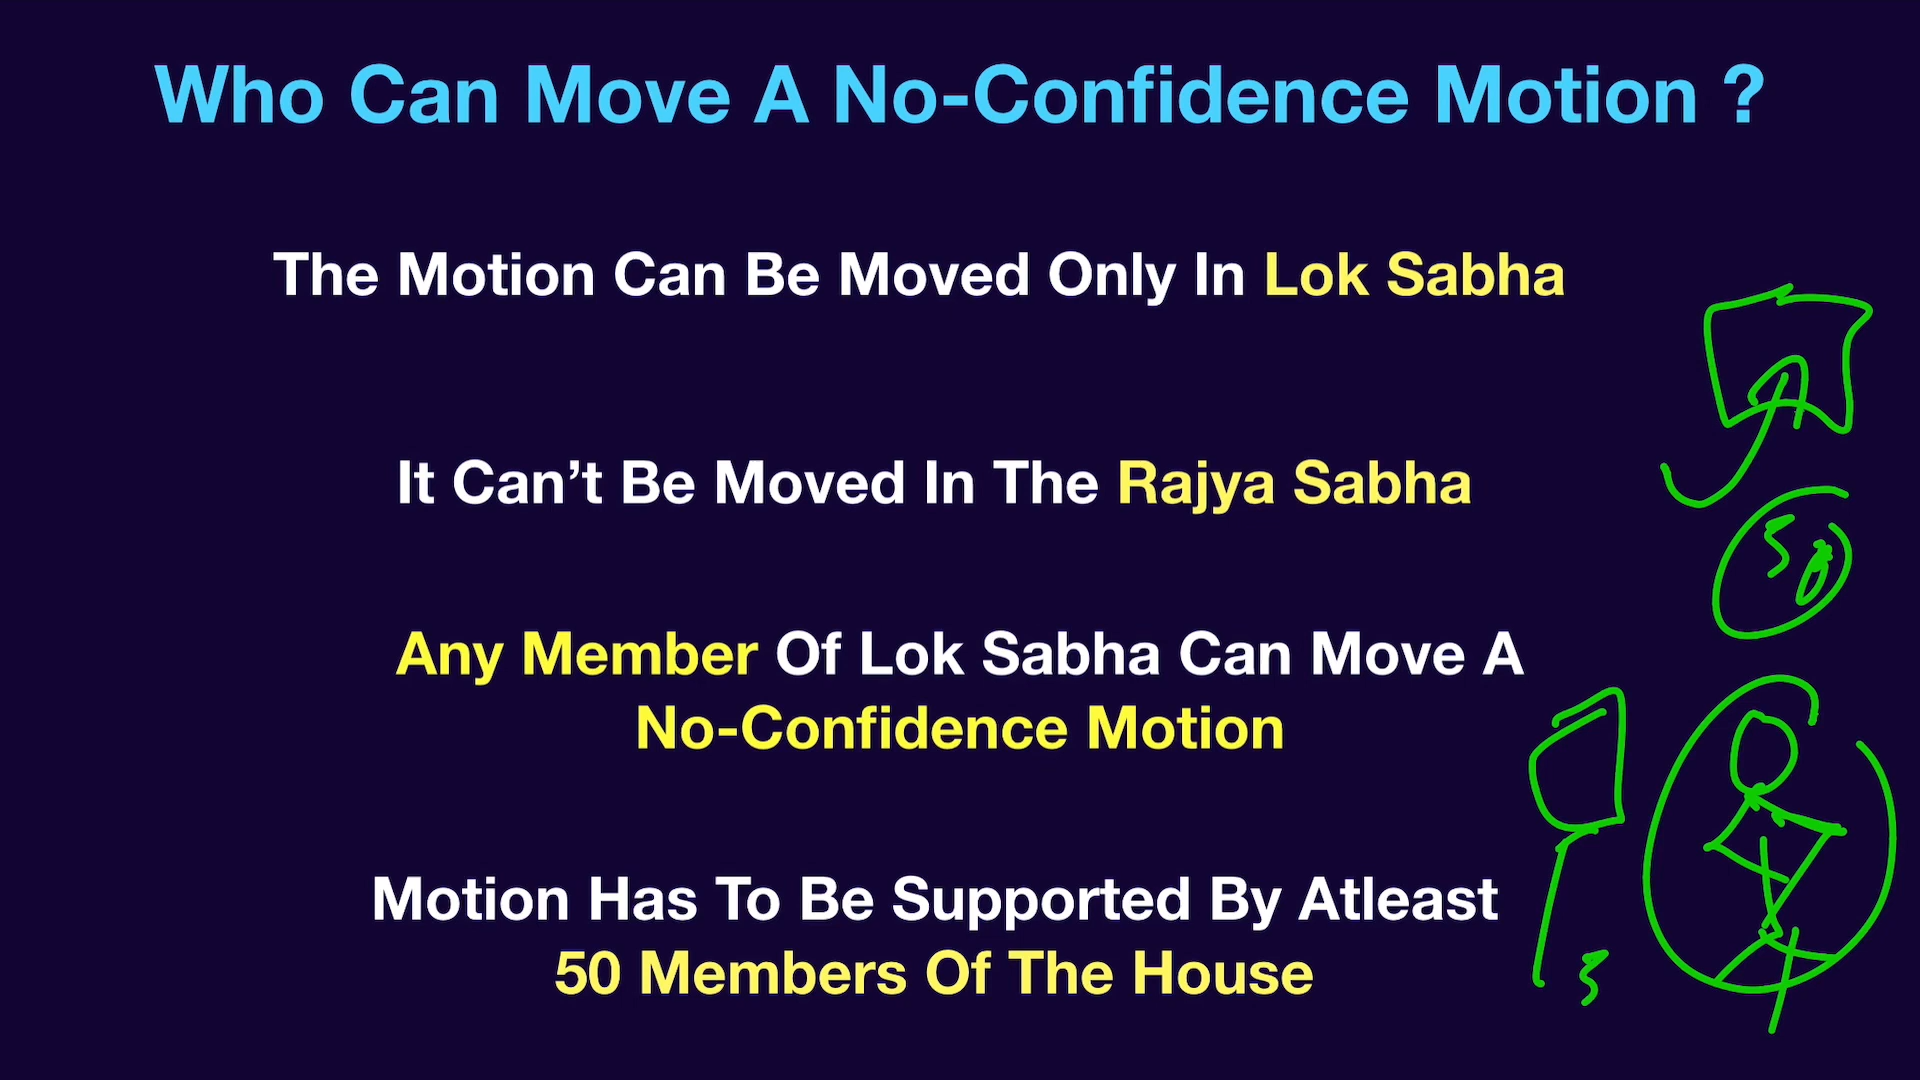 Who Can Move A No-Confidence Motion ?
The Motion Can Be Moved Only In Lok Sabha
It Can’t Be Moved In The Rajya Sabha
50
Any Member Of Lok Sabha Can Move A
No-Confidence Motion
Motion Has To Be Supported By Atleast
50 Members Of The House